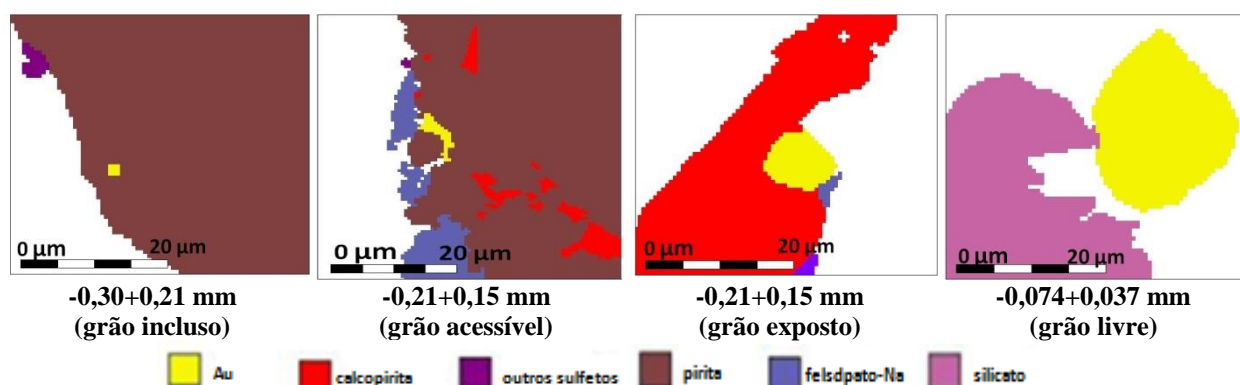 0 µm 20 µm
0 µm 20 µm
0 µm 20 µm
0 µm 20 µm
-0,30+0,21 mm
(grão incluso)
-0,21+0,15 mm
(grão acessível)
-0,21+0,15 mm
(grão exposto)
-0,074+0,037 mm
(grão livre)
Au
calcopirita
outros sulfetos
pirita
felsdpato-Na
silicato